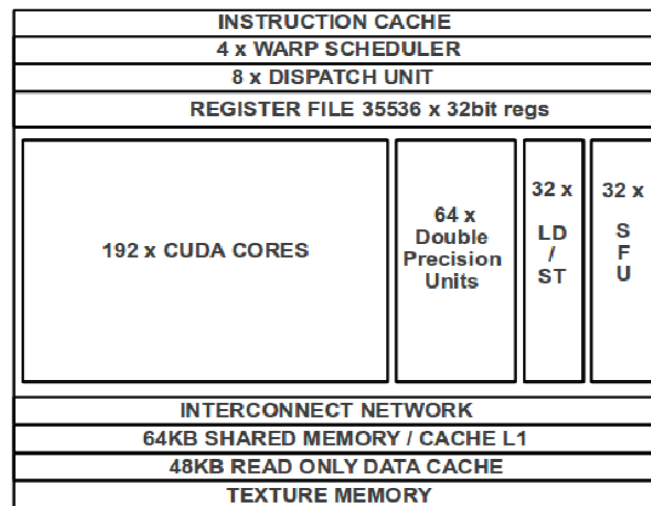 INSTRUCTION CACHE
4 x WARP SCHEDULER
8 x DISPATCH UNIT
REGISTER FILE 35536 x 32bit regs
192 x CUDA CORES
64 x
Double
Precision
Units
32 x
LD
/
ST
32 x
S
F
U
INTERCONNECT NETWORK
64KB SHARED MEMORY / CACHE L1
48KB READ ONLY DATA CACHE
TEXTURE MEMORY